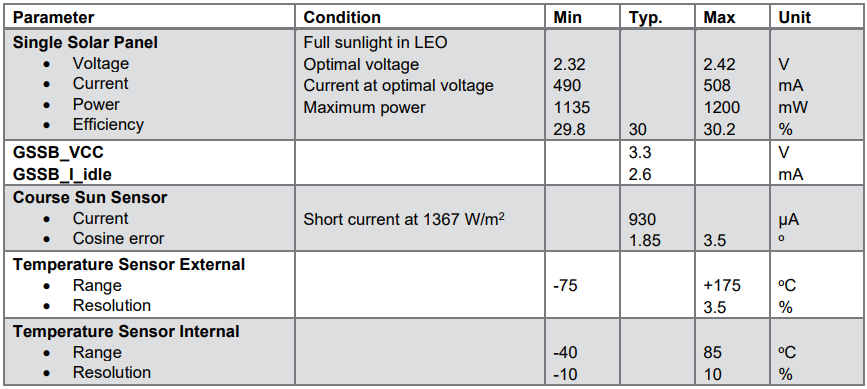 Parameter Condition Min Typ. Max Unit
Single Solar Panel Full sunlight in LEO
• Voltage Optimal voltage 2.32 2.42 V
• Current Current at optimal voltage 490 508 mA
• Power Maximum power 1135 1200 mW
• Efficiency 29.8 30 30.2 %
GSSB_VCC 3.3 V
GSSB_I_idle 2.6 mA
Course Sun Sensor
• Current Short current at 1367 W/m² 930 µA
• Cosine error 1.85 3.5 º
Temperature Sensor External
• Range -75 +175 ºC
• Resolution 3.5 %
Temperature Sensor Internal
• Range -40 85 ºC
• Resolution -10 10 %